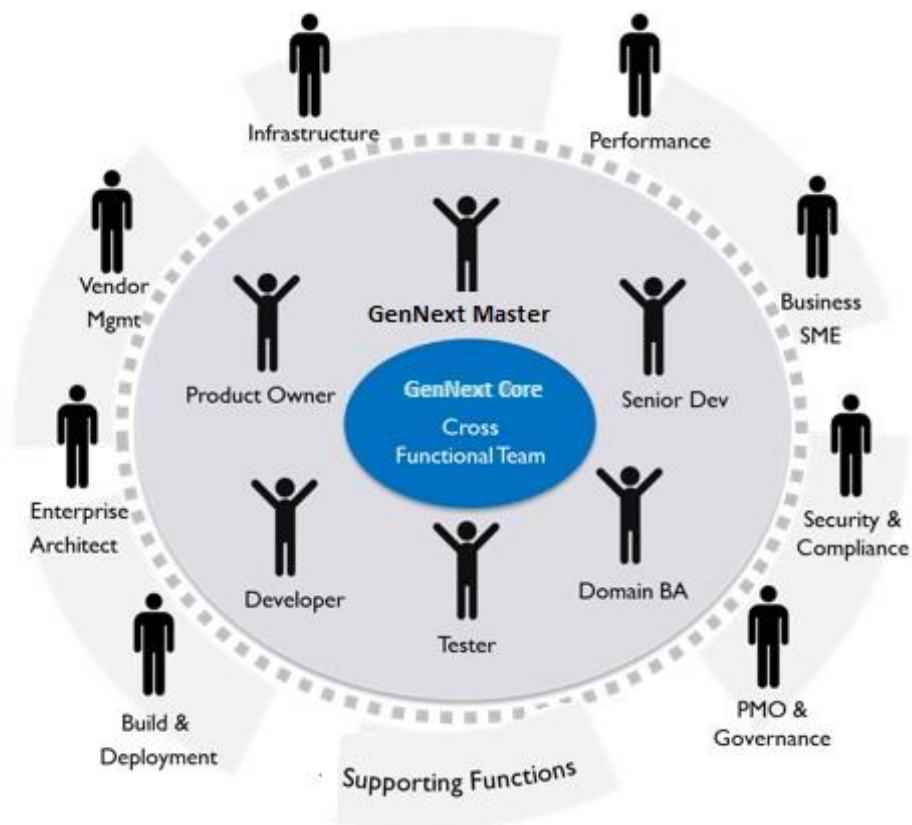 Infrastructure
Performance
Vendor
Mgmt
Business
SME
GenNext Master
Product Owner
GenNext Core
Cross
Functional Team
Senior Dev
Enterprise
Architect
Security &
Compliance
Developer
Domain BA
Tester
Build &
Deployment
PMO &
Governance
Supporting Functions